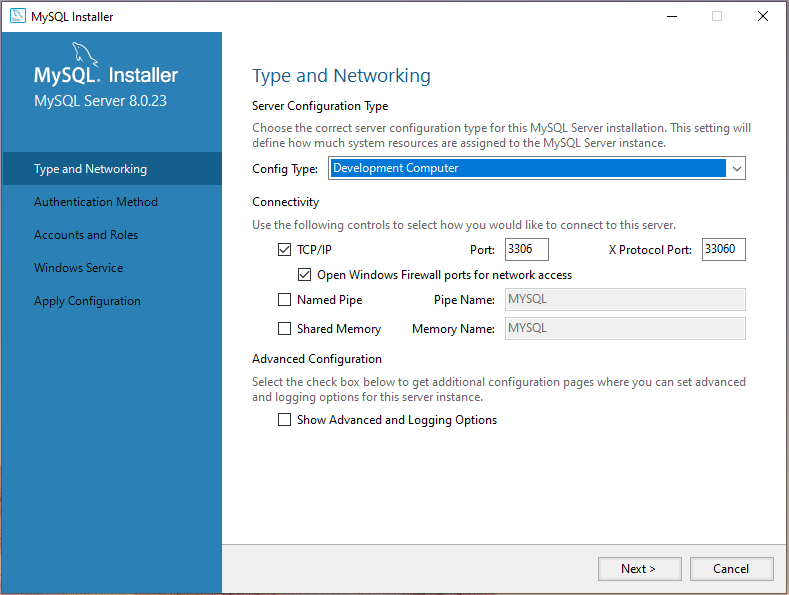 MySQL Installer
MySQL. Installer
MySQL Server 8.0.23
Type and Networking
Authentication Method
Accounts and Roles
Windows Service
Apply Configuration
Type and Networking
Server Configuration Type
Choose the correct server configuration type for this MySQL Server installation. This setting will
define how much system resources are assigned to the MySQL Server instance.
Config Type: Development Computer
Connectivity
Use the following controls to select how you would like to connect to this server.
TCP/IP Port: 3306 X Protocol Port: 33060
Open Windows Firewall ports for network access
Named Pipe Pipe Name: MYSQL
Shared Memory Memory Name: MYSQL
Advanced Configuration
Select the check box below to get additional configuration pages where you can set advanced
and logging options for this server instance.
Show Advanced and Logging Options
Next > Cancel